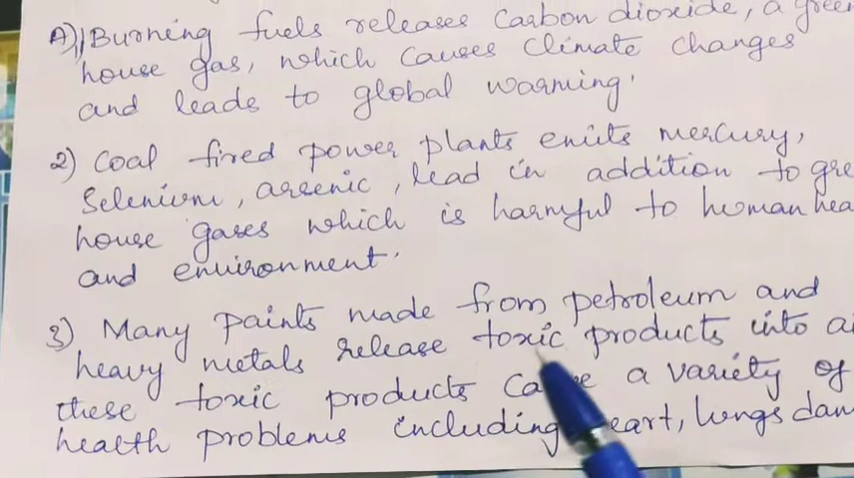 A) 1) Burning fuels releases Carbon dioxide, a green
house gas, which causes climate changes
and leads to global warming.
2) Coal fired power plants emits mercury,
Selenium, arsenic, lead in addition to gre
house gases which is harmful to human hea
and environment.
3) Many paints made from petroleum and
heavy metals release toxic products into ai
these toxic products a variety of
health problems including lungs dam